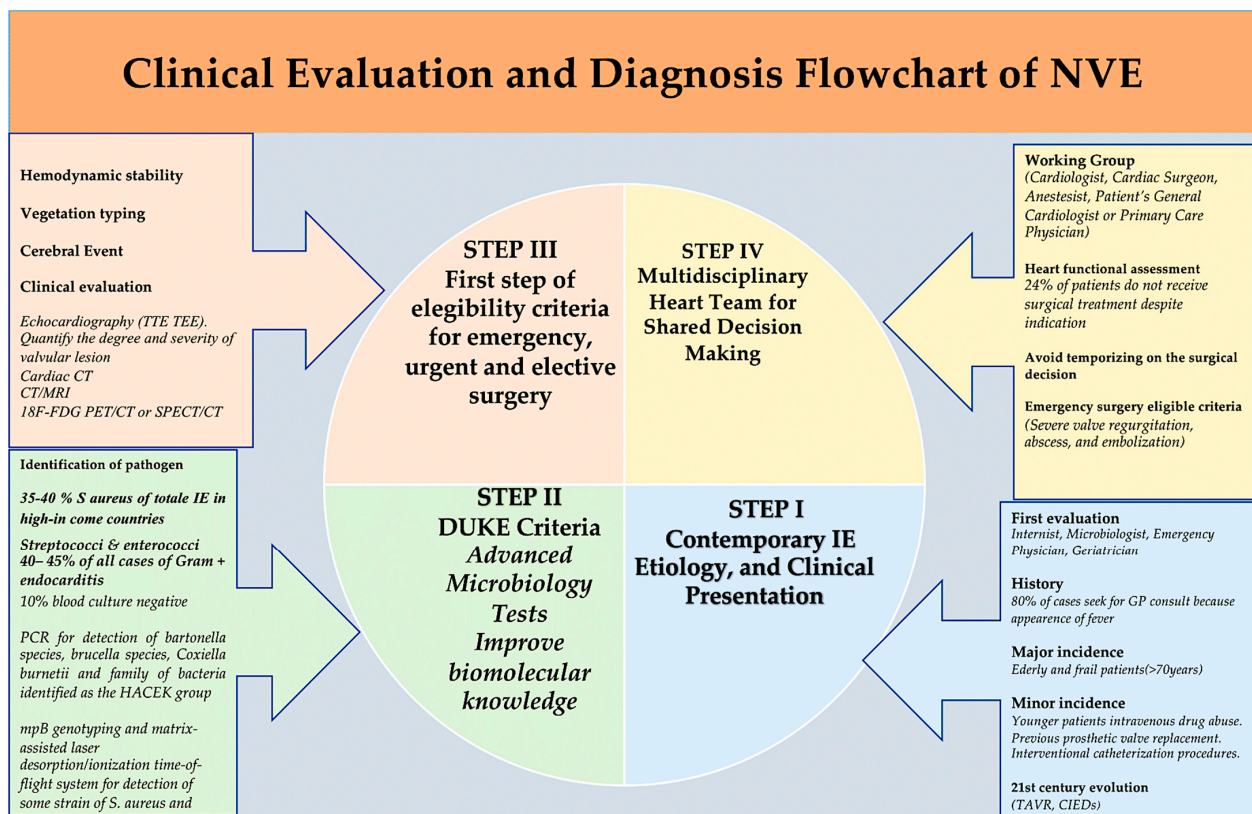 Clinical Evaluation and Diagnosis Flowchart of NVE
Hemodynamic stability
Vegetation typing
Cerebral Event
Clinical evaluation
Echocardiography (TTE TEE).
Quantify the degree and severity of
valvular lesion
Cardiac CT
CT/MRI
18F-FDG PET/CT or SPECT/CT
STEP III
First step of
elegibility criteria
for emergency,
urgent and elective
surgery
STEP IV
Multidisciplinary
Heart Team for
Shared Decision
Making
Working Group
(Cardiologist, Cardiac Surgeon,
Anestesist, Patient's General
Cardiologist or Primary Care
Physician)
Heart functional assessment
24% of patients do not receive
surgical treatment despite
indication
Avoid temporizing on the surgical
decision
Emergency surgery eligible criteria
(Severe valve regurgitation,
abscess, and embolization)
Identification of pathogen
35-40 % S aureus of totale IE in
high-in come countries
Streptococci & enterococci
40– 45% of all cases of Gram +
endocarditis
10% blood culture negative
PCR for detection of bartonella
species, brucella species, Coxiella
burnetii and family of bacteria
identified as the HACEK group
mpB genotyping and matrix-
assisted laser
desorption/ionization time-of-
flight system for detection of
some strain of S. aureus and
STEP II
DUKE Criteria
Advanced
Microbiology
Tests
Improve
biomolecular
knowledge
STEP I
Contemporary IE
Etiology, and Clinical
Presentation
First evaluation
Internist, Microbiologist, Emergency
Physician, Geriatrician
History
80% of cases seek for GP consult because
appearence of fever
Major incidence
Ederly and frail patients(>70years)
Minor incidence
Younger patients intravenous drug abuse.
Previous prosthetic valve replacement.
Interventional catheterization procedures.
21st century evolution
(TAVR, CIEDs)